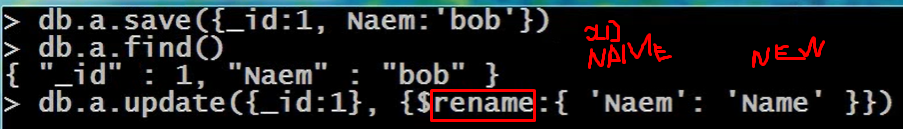 > db.a.save({_id:1, Naem:'bob'})
> db.a.find()
OLD
NAME NEW
{ "_id" : 1, "Naem" : "bob" }
> db.a.update({_id:1}, {$rename:{ 'Naem': 'Name' }})